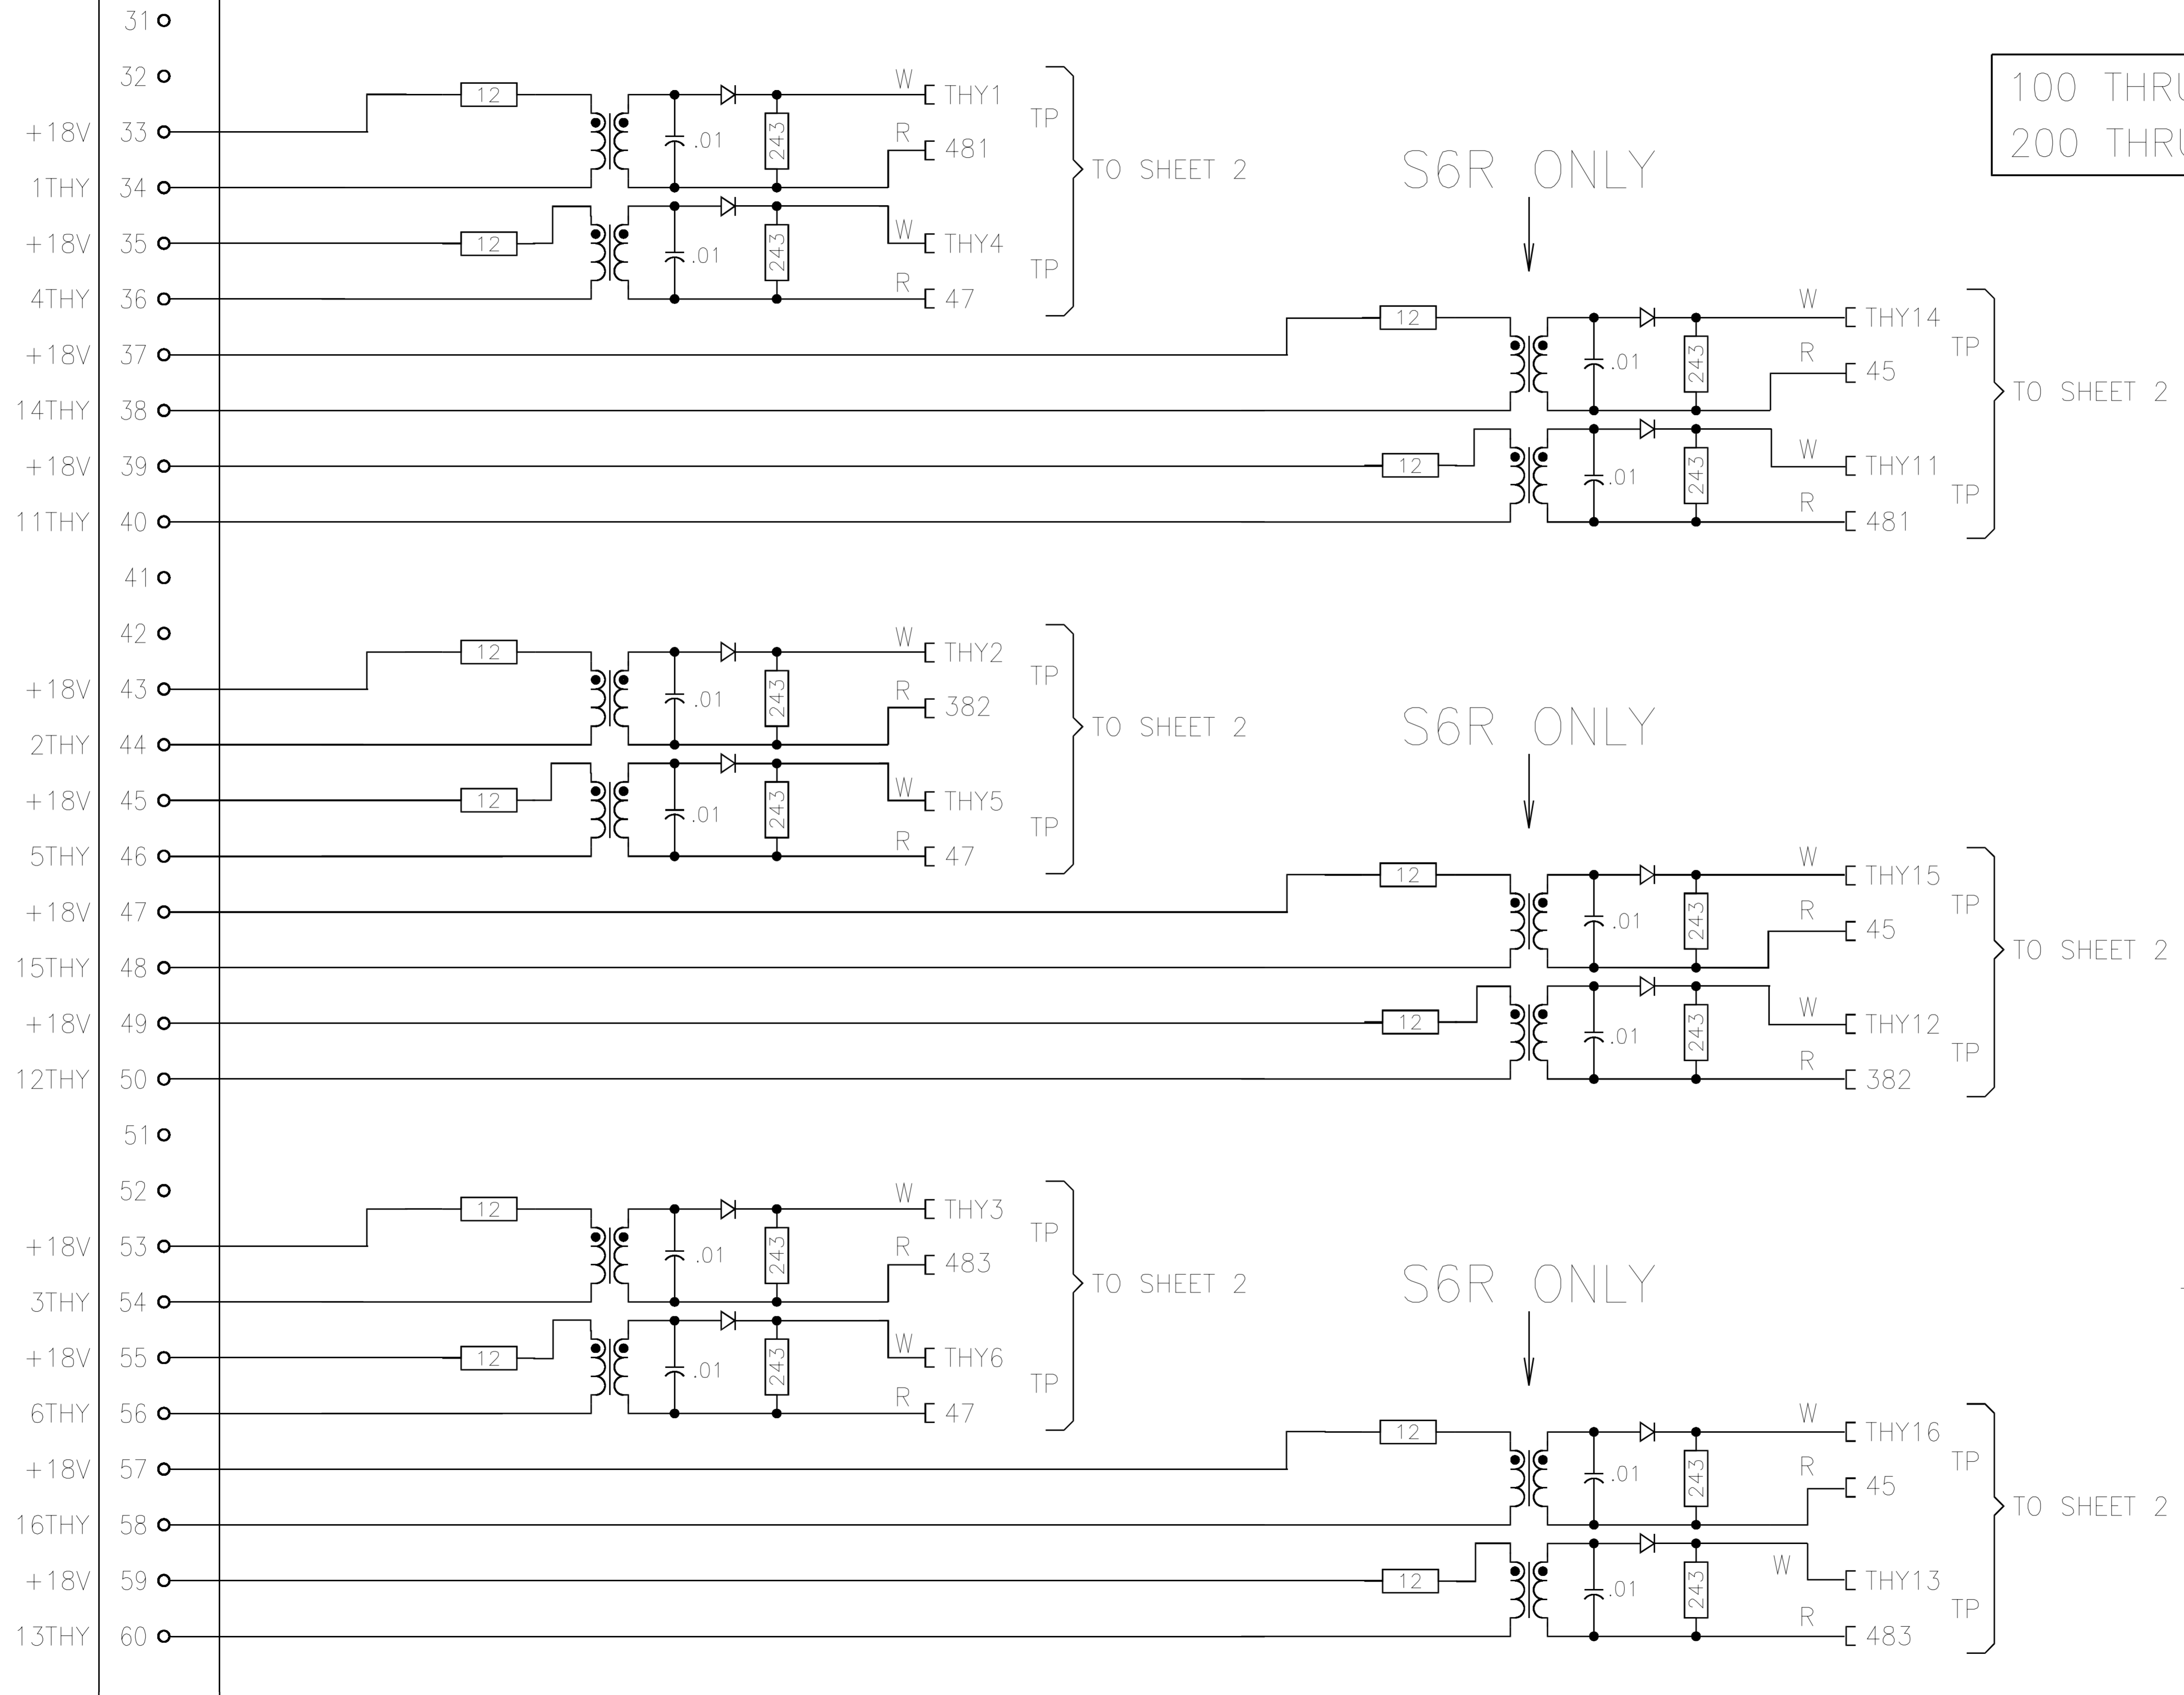 31
32
+18V 33
1THY 34
+18V 35
4THY 36
+18V 37
14THY 38
+18V 39
11THY 40
41
42
+18V 43
2THY 44
+18V 45
5THY 46
+18V 47
15THY 48
+18V 49
12THY 50
51
52
+18V 53
3THY 54
+18V 55
6THY 56
+18V 57
16THY 58
+18V 59
13THY 60
12 .01 243 W THY1
R 481
TP
12 .01 243 W THY4
R 47
TP
TO SHEET 2
12 .01 243 W THY2
R 382
TP
12 .01 243 W THY5
R 47
TP
TO SHEET 2
12 .01 243 W THY3
R 483
TP
12 .01 243 W THY6
R 47
TP
TO SHEET 2
S6R ONLY
12 .01 243 W THY14
R 45
TP
12 .01 243 W THY11
R 481
TP
TO SHEET 2
S6R ONLY
12 .01 243 W THY15
R 45
TP
12 .01 243 W THY12
R 382
TP
TO SHEET 2
S6R ONLY
12 .01 243 W THY16
R 45
TP
12 .01 243 W THY13
R 483
TP
TO SHEET 2
100
200